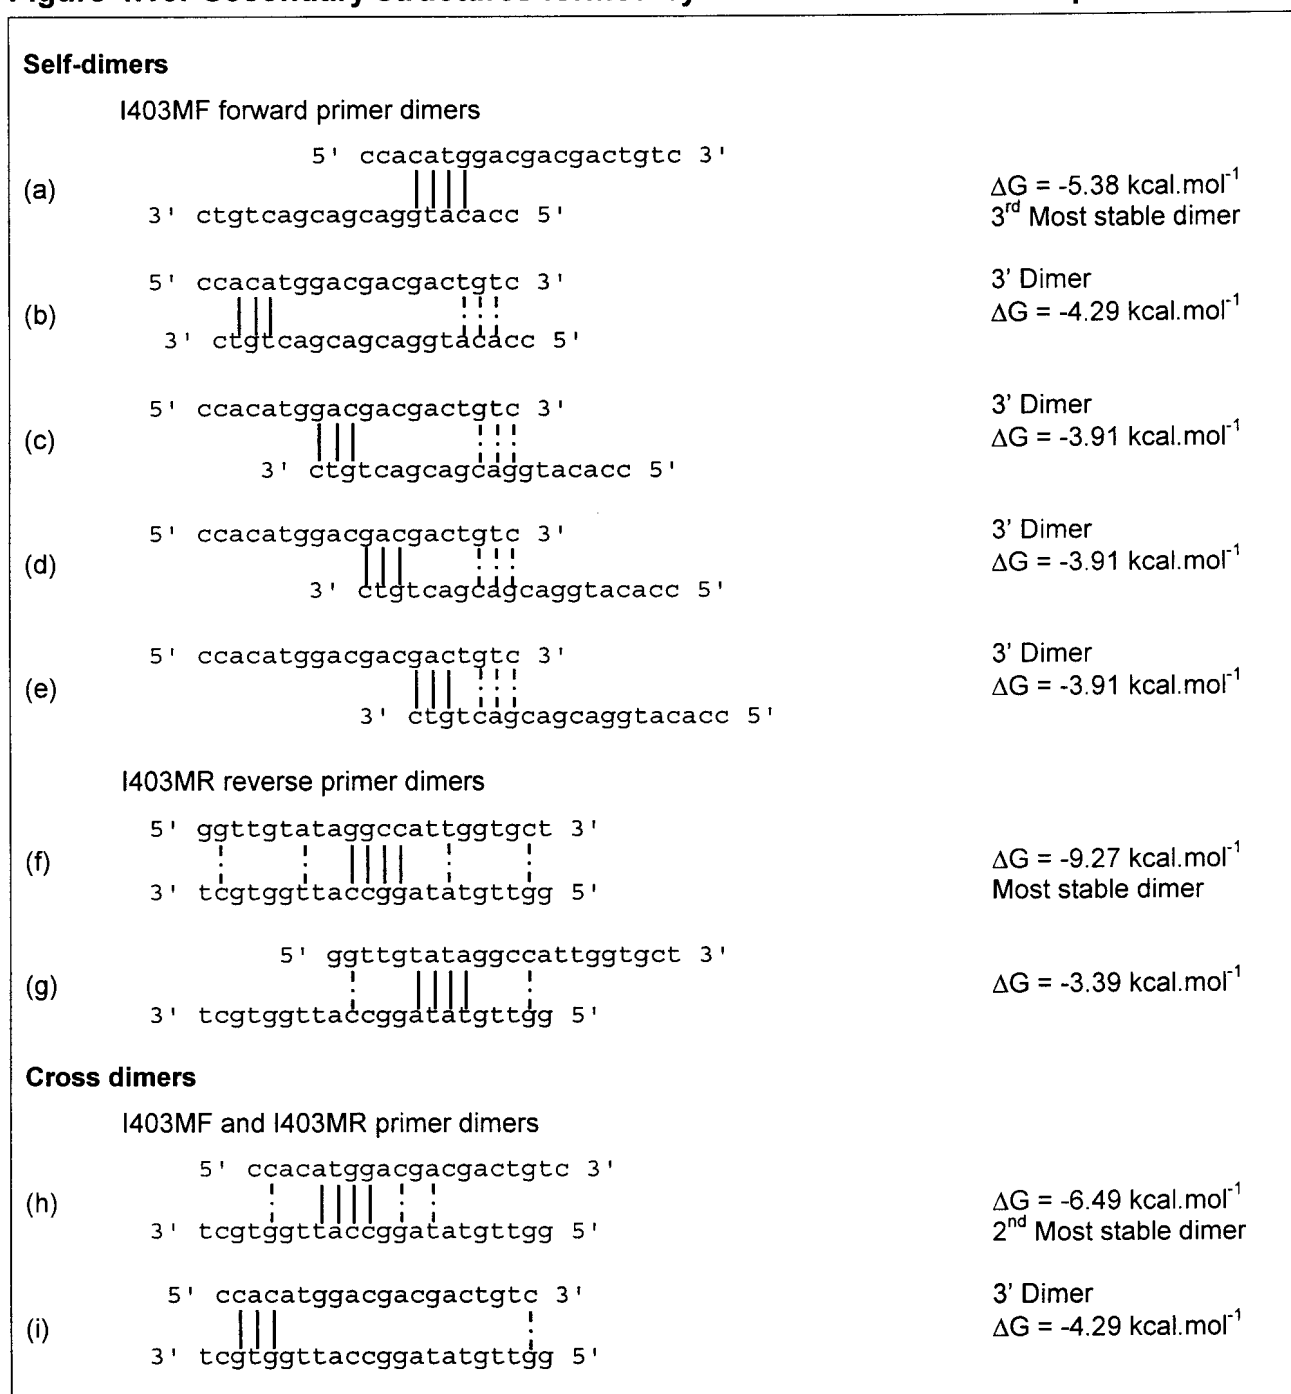 Self-dimers
I403MF forward primer dimers
5' ccacatggacgacgactgtc 3'
(a)
3' ctgtcagcagcaggtacacc 5'
ΔG = -5.38 kcal.mol-1
3rd Most stable dimer
5' ccacatggacgacgactgtc 3'
(b)
3' ctgtcagcagcaggtacacc 5'
3' Dimer
ΔG = -4.29 kcal.mol-1
5' ccacatggacgacgactgtc 3'
(c)
3' ctgtcagcagcaggtacacc 5'
3' Dimer
ΔG = -3.91 kcal.mol-1
5' ccacatggacgacgactgtc 3'
(d)
3' ctgtcagcagcaggtacacc 5'
3' Dimer
ΔG = -3.91 kcal.mol-1
5' ccacatggacgacgactgtc 3'
(e)
3' ctgtcagcagcaggtacacc 5'
3' Dimer
ΔG = -3.91 kcal.mol-1
I403MR reverse primer dimers
5' ggttgtataggccattggtgct 3'
(f)
3' tcgtggttaccggatatgttgg 5'
ΔG = -9.27 kcal.mol-1
Most stable dimer
5' ggttgtataggccattggtgct 3'
(g)
3' tcgtggttaccggatatgttgg 5'
ΔG = -3.39 kcal.mol-1
Cross dimers
I403MF and I403MR primer dimers
5' ccacatggacgacgactgtc 3'
(h)
3' tcgtggttaccggatatgttgg 5'
ΔG = -6.49 kcal.mol-1
2nd Most stable dimer
5' ccacatggacgacgactgtc 3'
(i)
3' tcgtggttaccggatatgttgg 5'
3' Dimer
ΔG = -4.29 kcal.mol-1